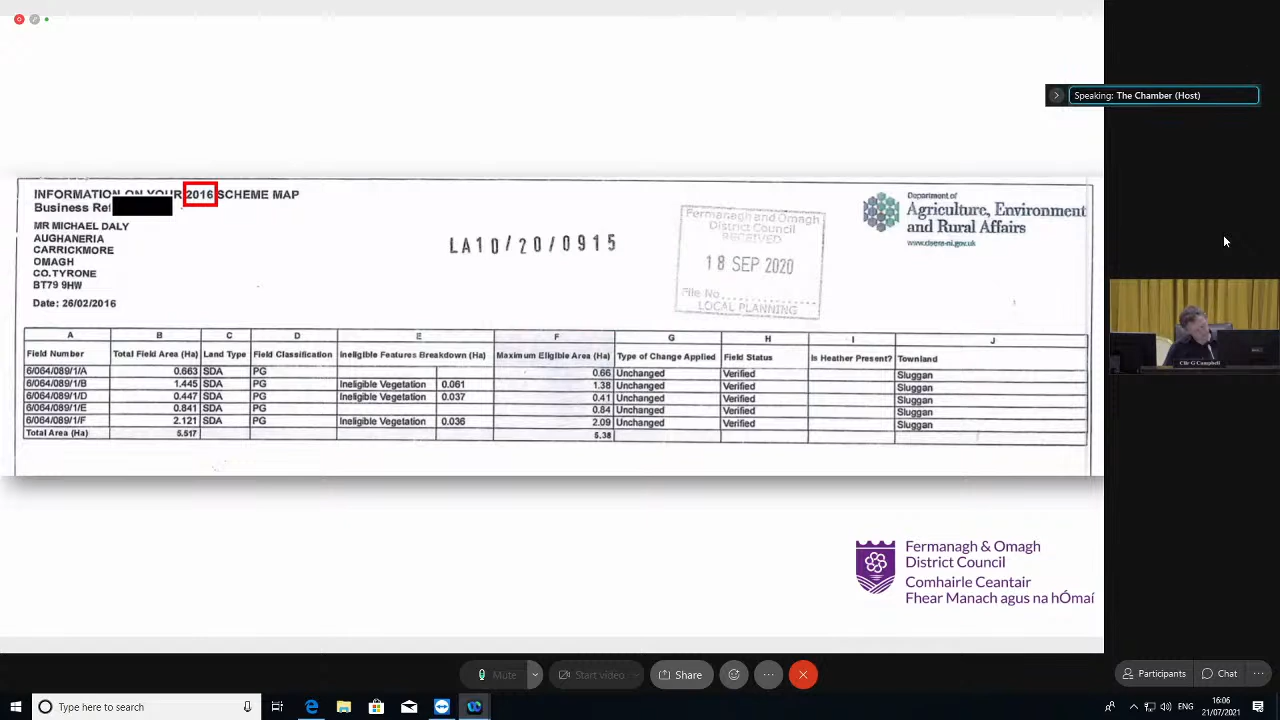 Speaking: The Chamber (Host)
INFORMATION ON YOUR 2016 SCHEME MAP
Business Ref
MR MICHAEL DALY
AUGHANERIA
CARRICKMORE
OMAGH
CO.TYRONE
BT79 9HW
Date: 26/02/2016
LA10/20/0915
Fermanagh and Omagh
District Council
RECEIVED
18 SEP 2020
File No
LOCAL PLANNING
Department of
Agriculture, Environment
and Rural Affairs
www.daera-ni.gov.uk
A B C D E F G H I J
Field Number Total Field Area (Ha) Land Type Field Classification Ineligible Features Breakdown (Ha) Maximum Eligible Area (Ha) Type of Change Applied Field Status Is Heather Present? Townland
6/064/089/1/A 0.663 SDA PG 0.66 Unchanged Verified Sluggan
6/064/089/1/B 1.445 SDA PG Ineligible Vegetation 0.061 1.38 Unchanged Verified Sluggan
6/064/089/1/D 0.447 SDA PG Ineligible Vegetation 0.037 0.41 Unchanged Verified Sluggan
6/064/089/1/E 0.841 SDA PG 0.84 Unchanged Verified Sluggan
6/064/089/1/F 2.121 SDA PG Ineligible Vegetation 0.036 2.09 Unchanged Verified Sluggan
Total Area (Ha) 5.517 5.38
Cllr G Campbell
Fermanagh & Omagh
District Council
Comhairle Ceantair
Fhear Manach agus na hÓmaí
Mute Start video Share Participants Chat
Type here to search
ENG
16:06
21/07/2021